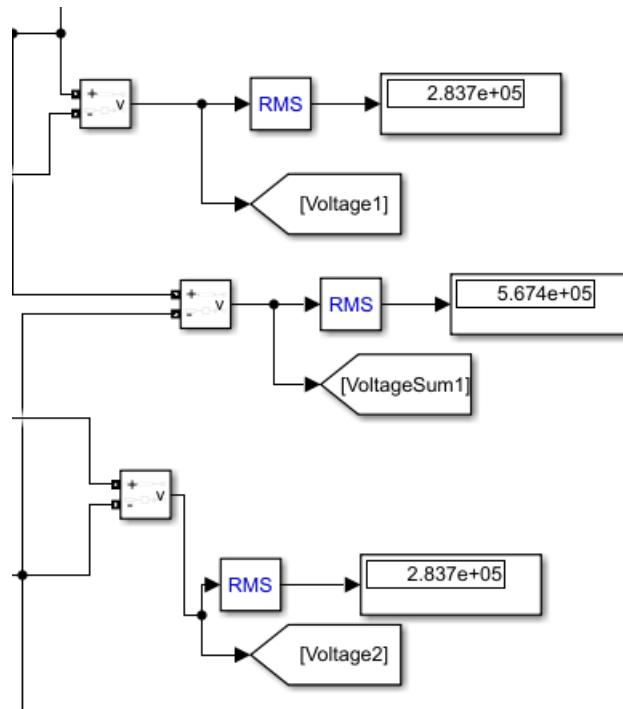 +
-
v
RMS
2.837e+05
[Voltage1]
+
-
v
RMS
5.674e+05
[VoltageSum1]
+
-
v
RMS
2.837e+05
[Voltage2]